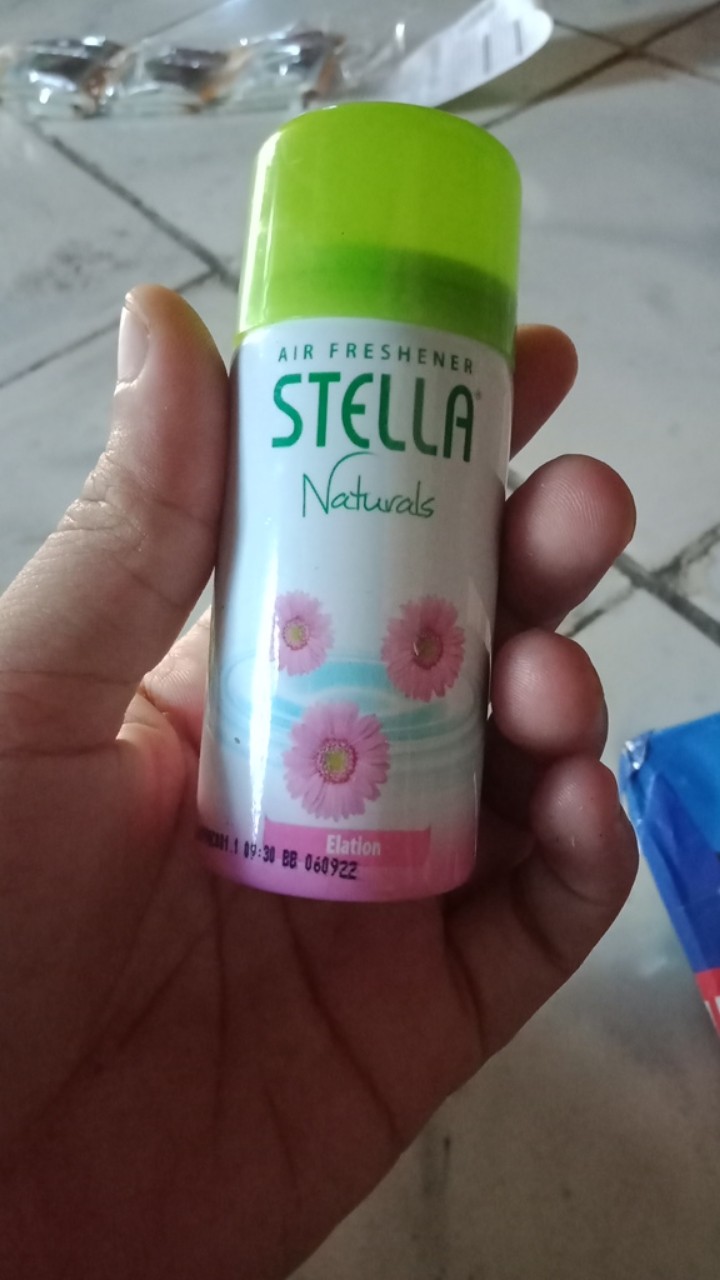 AIR FRESHENER
STELLA
Naturals
Elation
09:30 BB 060922